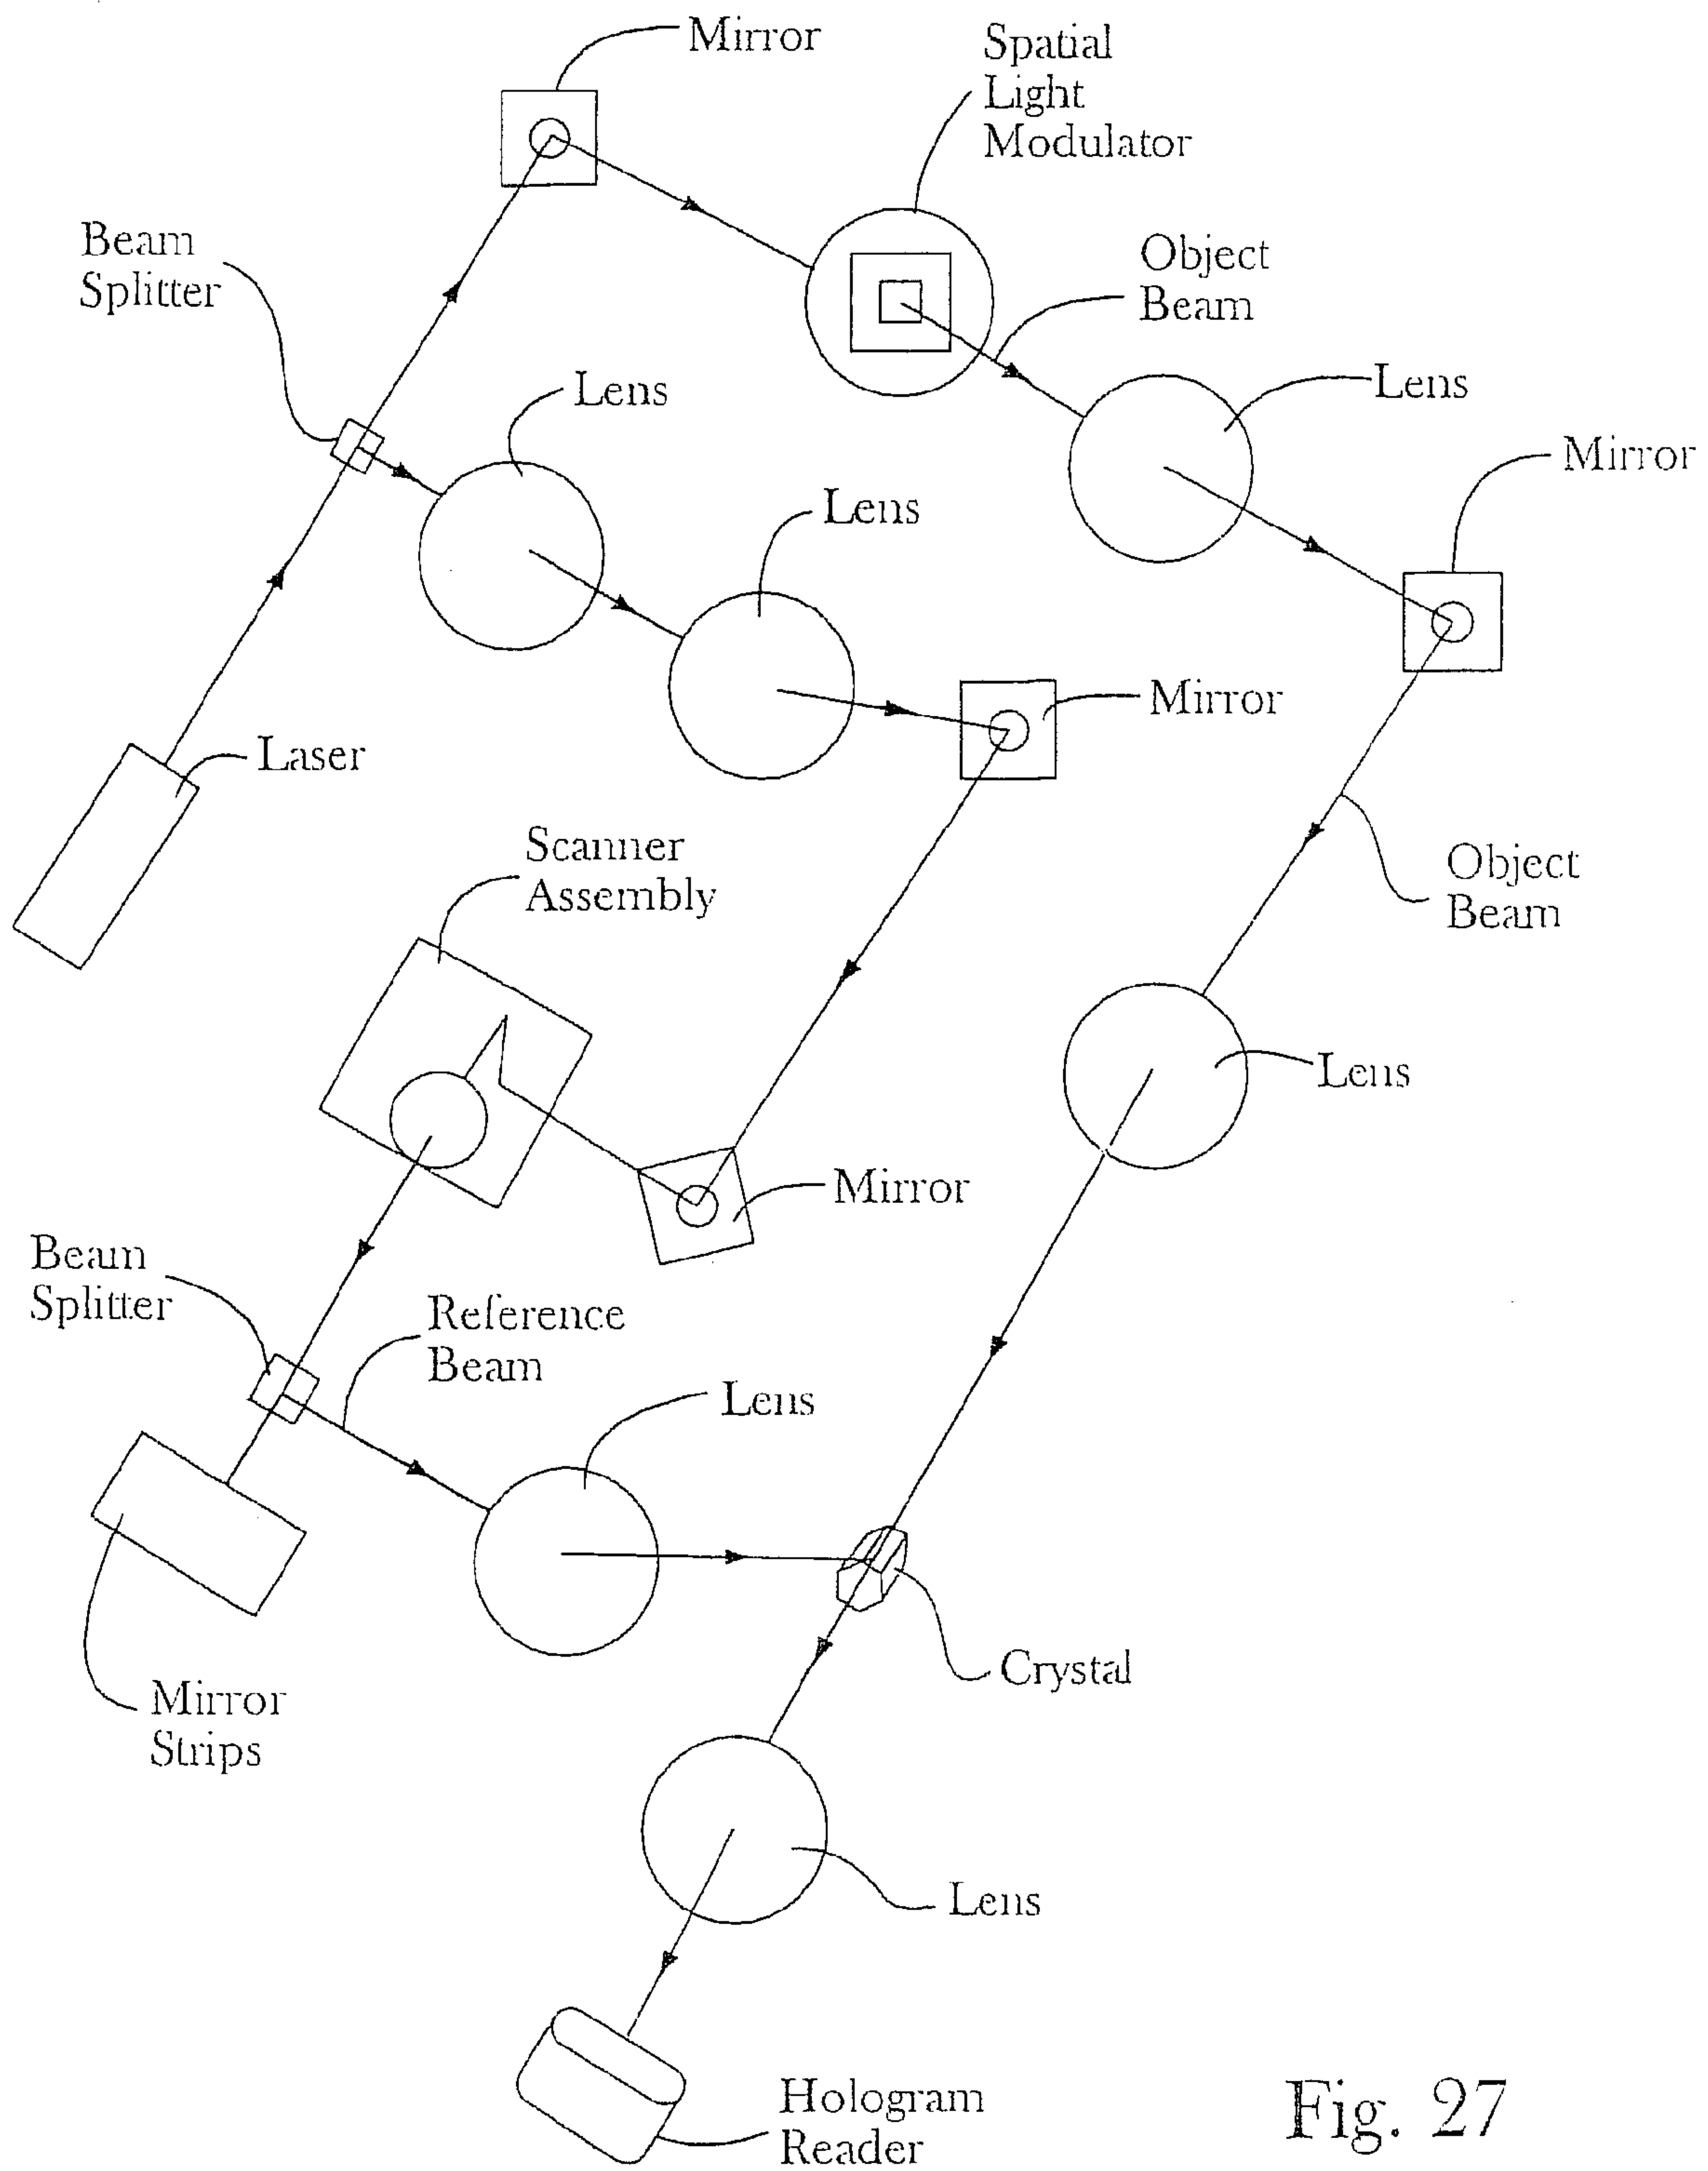 Mirror
Spatial
Light
Modulator
Beam
Splitter
Object
Beam
Lens
Lens
Mirror
Lens
Mirror
Laser
Scanner
Assembly
Object
Beam
Lens
Mirror
Beam
Splitter
Reference
Beam
Lens
Crystal
Mirror
Strips
Lens
Hologram
Reader
Fig. 27